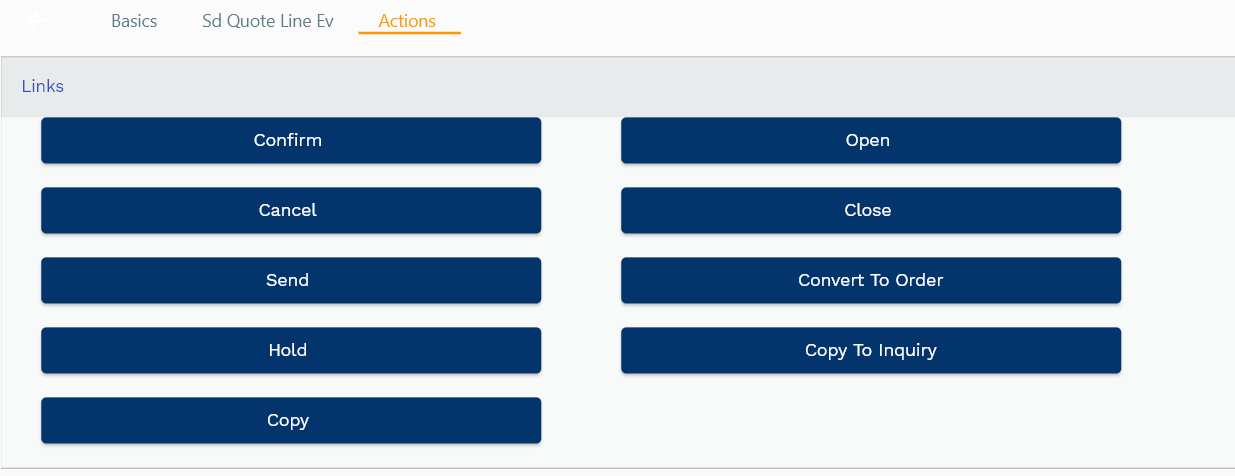 Basics Sd Quote Line Ev Actions
Links
Confirm Open
Cancel Close
Send Convert To Order
Hold Copy To Inquiry
Copy